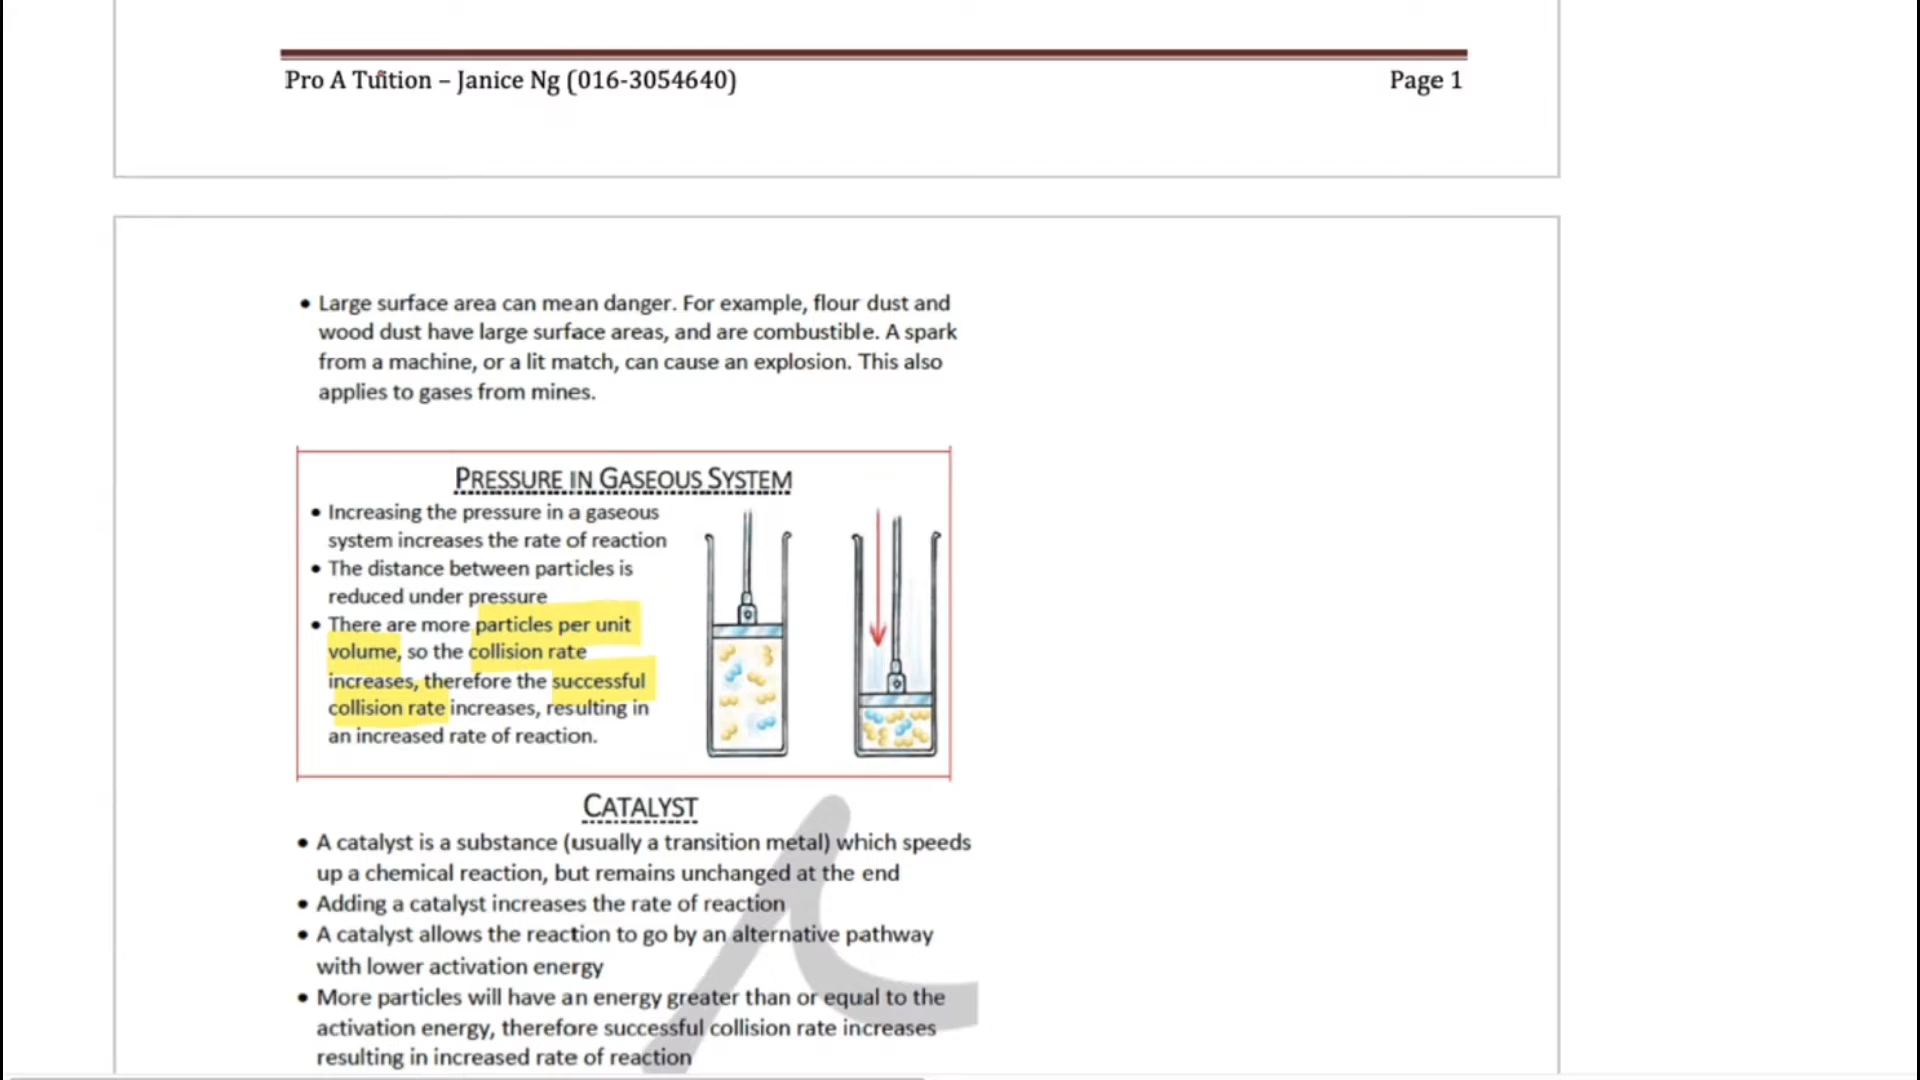 Pro A Tuition – Janice Ng (016-3054640) Page 1
• Large surface area can mean danger. For example, flour dust and
wood dust have large surface areas, and are combustible. A spark
from a machine, or a lit match, can cause an explosion. This also
applies to gases from mines.
PRESSURE IN GASEOUS SYSTEM
• Increasing the pressure in a gaseous
system increases the rate of reaction
• The distance between particles is
reduced under pressure
• There are more particles per unit
volume, so the collision rate
increases, therefore the successful
collision rate increases, resulting in
an increased rate of reaction.
CATALYST
• A catalyst is a substance (usually a transition metal) which speeds
up a chemical reaction, but remains unchanged at the end
• Adding a catalyst increases the rate of reaction
• A catalyst allows the reaction to go by an alternative pathway
with lower activation energy
• More particles will have an energy greater than or equal to the
activation energy, therefore successful collision rate increases
resulting in increased rate of reaction